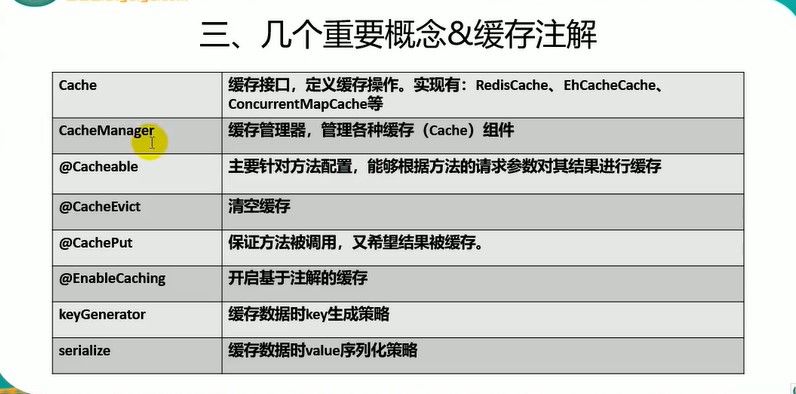 三、几个重要概念&缓存注解
Cache
缓存接口，定义缓存操作。实现有：RedisCache、EhCacheCache、
ConcurrentMapCache等
CacheManager
缓存管理器，管理各种缓存（Cache）组件
@Cacheable
主要针对方法配置，能够根据方法的请求参数对其结果进行缓存
@CacheEvict
清空缓存
@CachePut
保证方法被调用，又希望结果被缓存。
@EnableCaching
开启基于注解的缓存
keyGenerator
缓存数据时key生成策略
serialize
缓存数据时value序列化策略